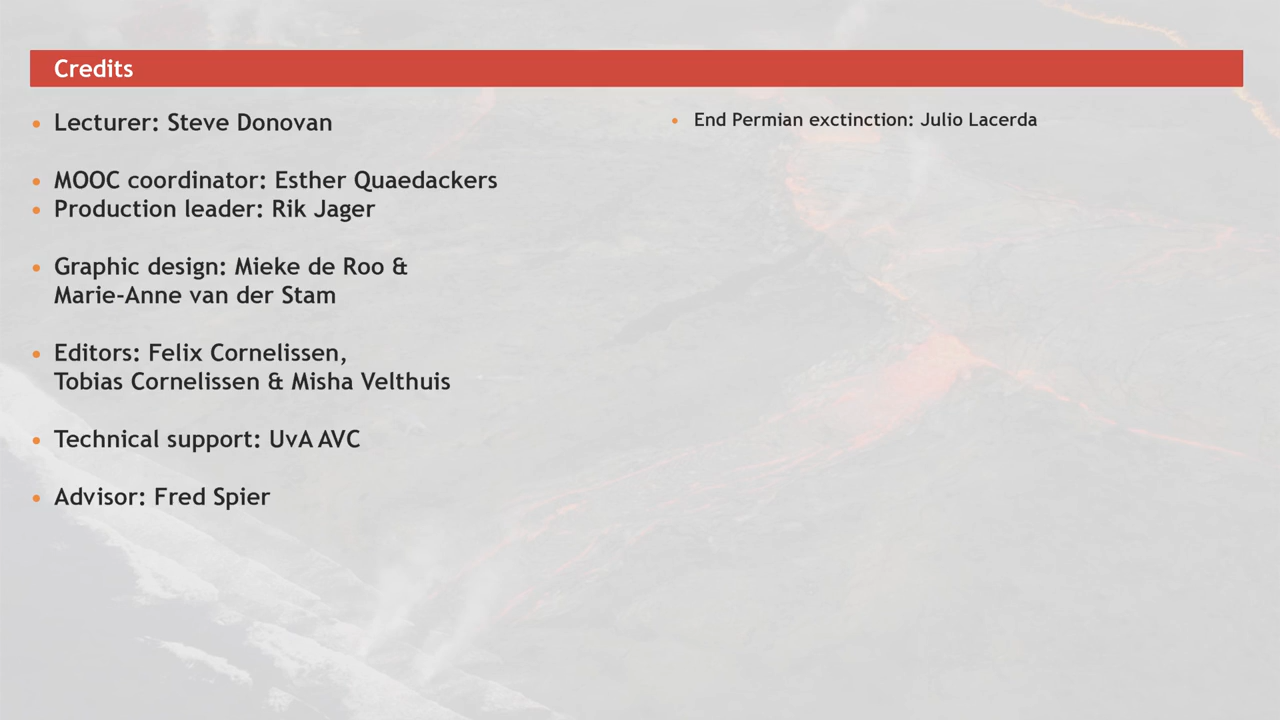 Credits
• Lecturer: Steve Donovan
• MOOC coordinator: Esther Quaedackers
• Production leader: Rik Jager
• Graphic design: Mieke de Roo &
Marie-Anne van der Stam
• Editors: Felix Cornelissen,
Tobias Cornelissen & Misha Velthuis
• Technical support: UvA AVC
• Advisor: Fred Spier
• End Permian exctinction: Julio Lacerda